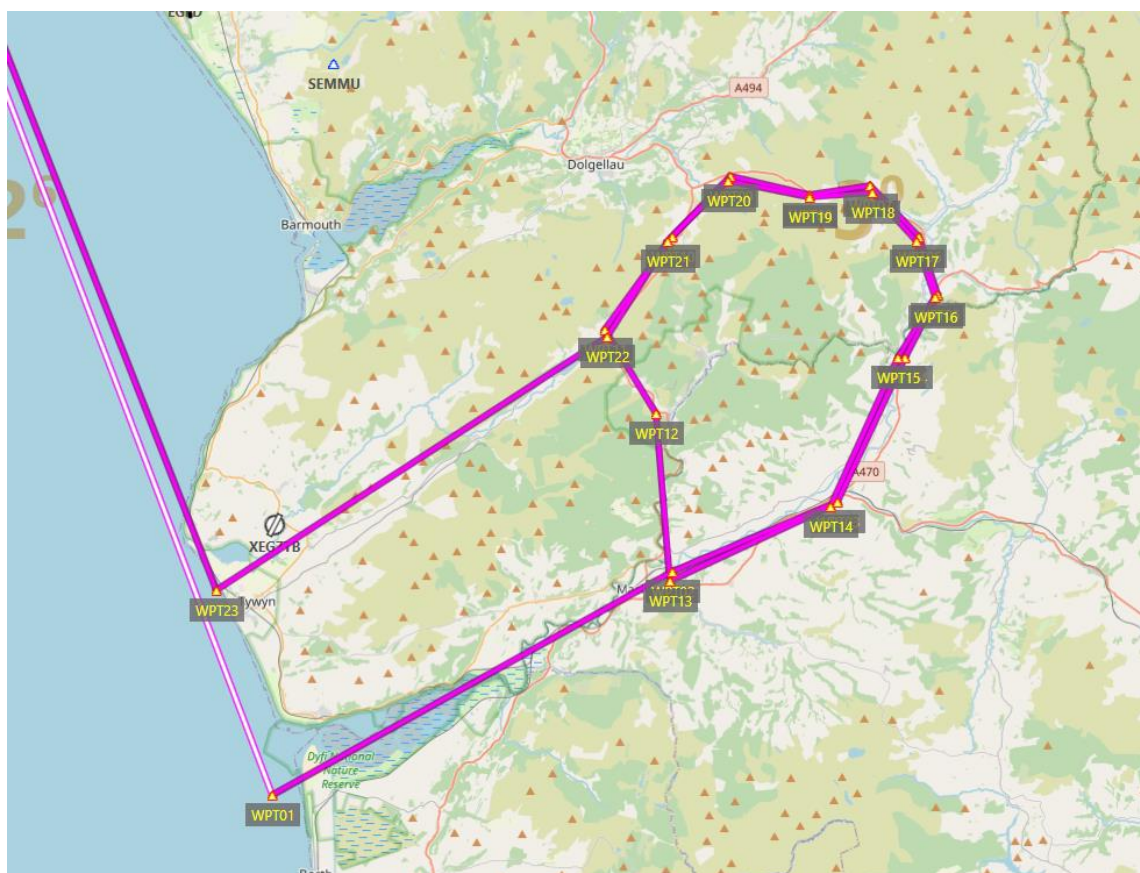 SEMMU
A494
Dolgellau
Barmouth
WPT20
WPT19
WPT18
WPT21
WPT17
WPT16
WPT22
WPT15
WPT12
A470
WPT14
XEGZYB
WPT13
WPT23
Dyfi National
Nature
Reserve
WPT01